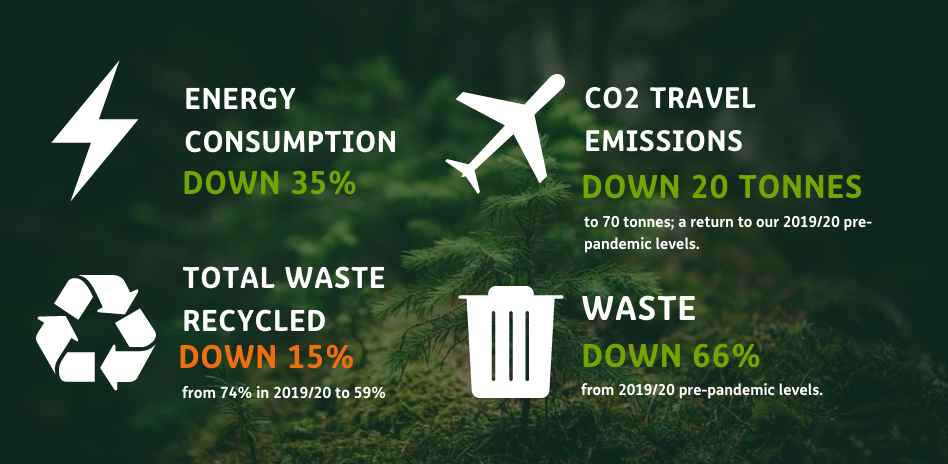 ENERGY
CONSUMPTION
DOWN 35%
CO2 TRAVEL
EMISSIONS
DOWN 20 TONNES
to 70 tonnes; a return to our 2019/20 pre-
pandemic levels.
TOTAL WASTE
RECYCLED
DOWN 15%
from 74% in 2019/20 to 59%
WASTE
DOWN 66%
from 2019/20 pre-pandemic levels.